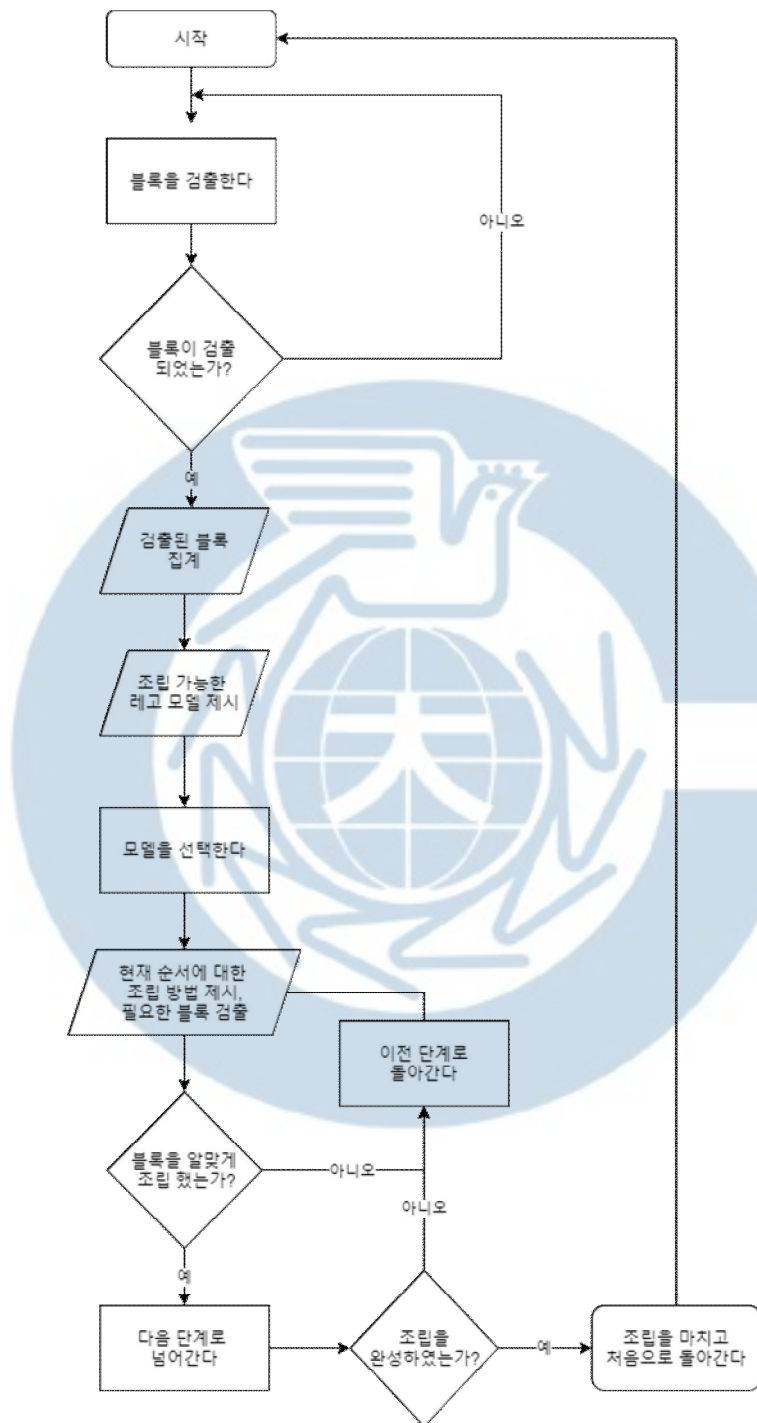 시작
블록을 검출한다
아니오
블록이 검출
되었는가?
예
검출된 블록
집계
조립 가능한
레고 모델 제시
모델을 선택한다
현재 순서에 대한
조립 방법 제시,
필요한 블록 검출
이전 단계로
돌아간다
블록을 알맞게
조립 했는가?
아니오
아니오
예
다음 단계로
넘어간다
조립을
완성하였는가?
예
조립을 마치고
처음으로 돌아간다